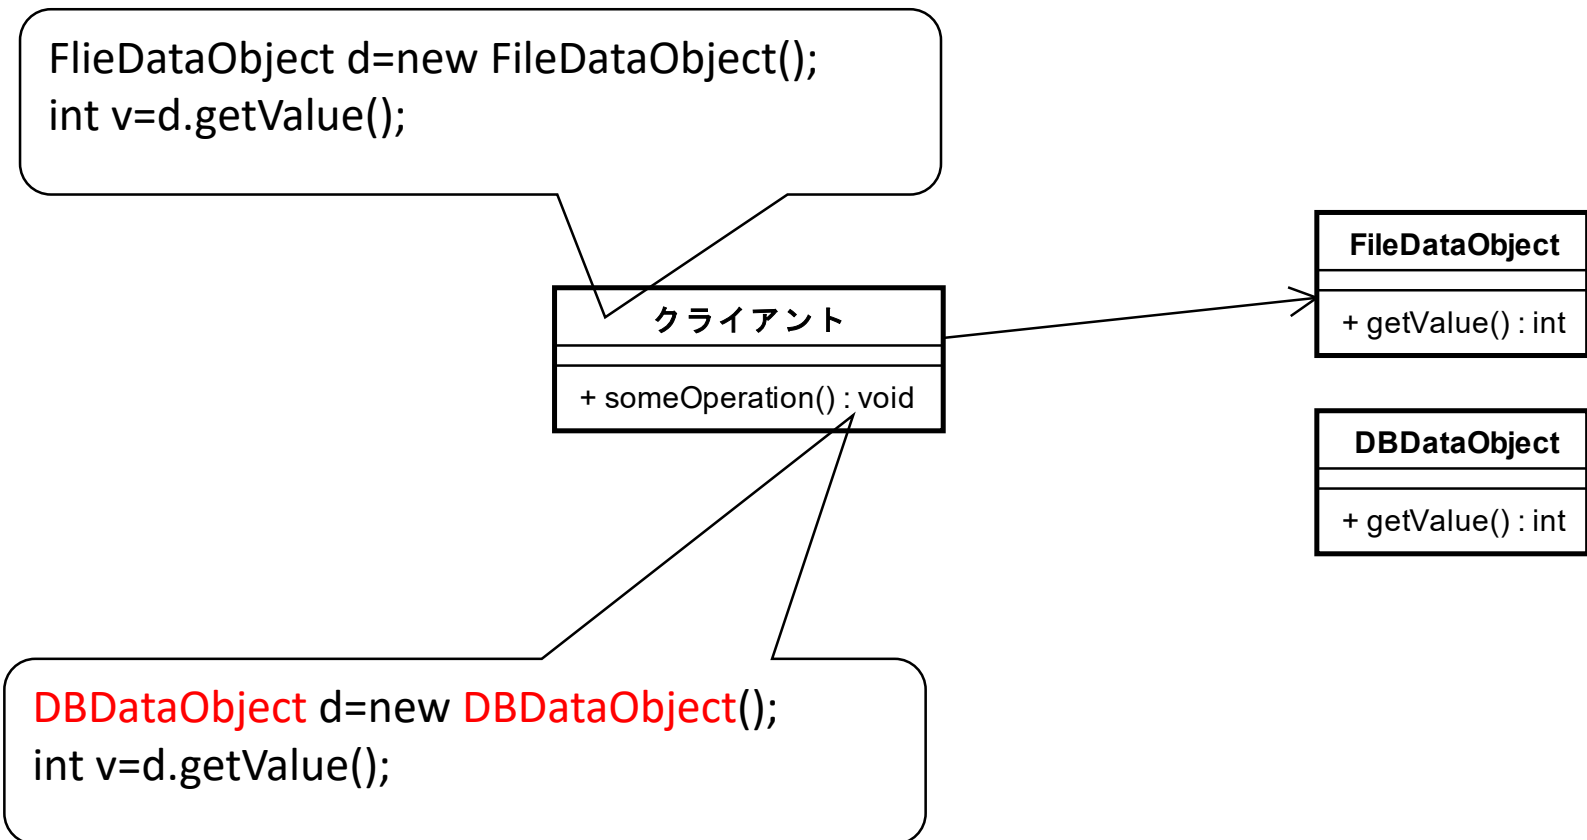 FlieDataObject d=new FileDataObject();
int v=d.getValue();
FileDataObject
+ getValue() : int
クライアント
+ someOperation() : void
DBDataObject
+ getValue() : int
DBDataObject d=new DBDataObject();
int v=d.getValue();